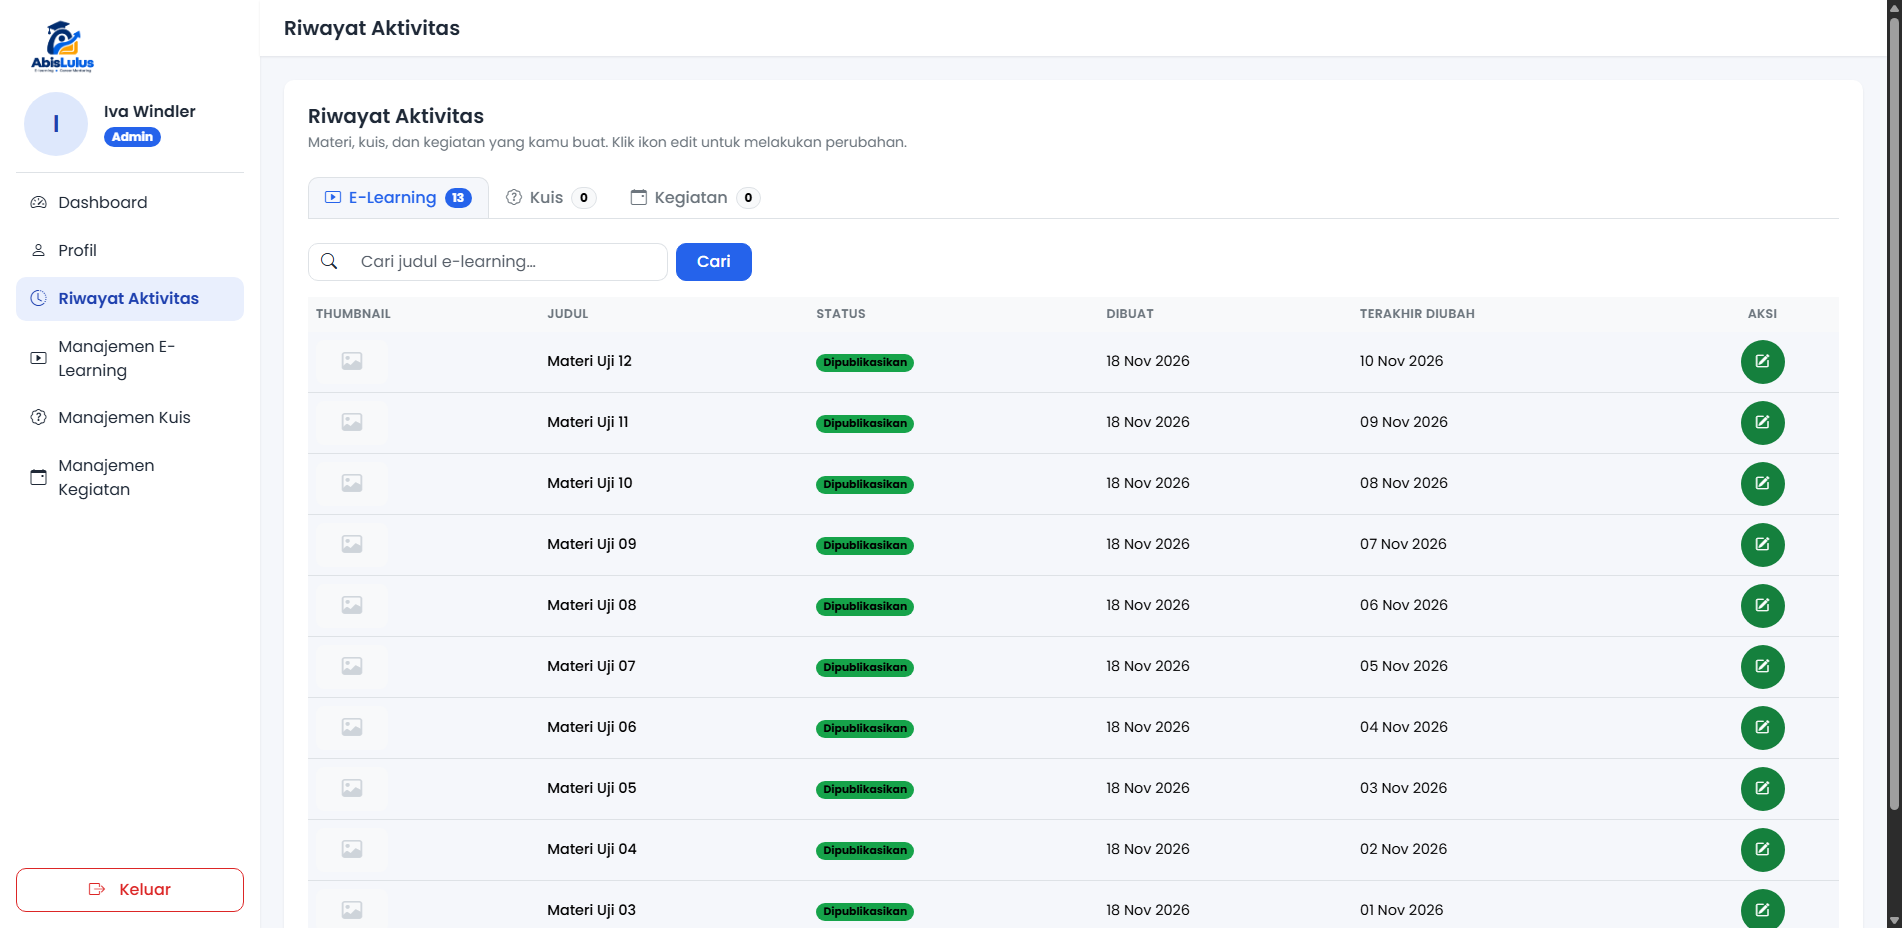 AbisLulus
I
Iva Windler
Admin
Dashboard
Profil
Riwayat Aktivitas
Manajemen E-
Learning
Manajemen Kuis
Manajemen
Kegiatan
Keluar
Riwayat Aktivitas
Riwayat Aktivitas
Materi, kuis, dan kegiatan yang kamu buat. Klik ikon edit untuk melakukan perubahan.
E-Learning 13 Kuis 0 Kegiatan 0
Cari judul e-learning... Cari
THUMBNAIL JUDUL STATUS DIBUAT TERAKHIR DIUBAH AKSI
Materi Uji 12 Dipublikasikan 18 Nov 2026 10 Nov 2026
Materi Uji 11 Dipublikasikan 18 Nov 2026 09 Nov 2026
Materi Uji 10 Dipublikasikan 18 Nov 2026 08 Nov 2026
Materi Uji 09 Dipublikasikan 18 Nov 2026 07 Nov 2026
Materi Uji 08 Dipublikasikan 18 Nov 2026 06 Nov 2026
Materi Uji 07 Dipublikasikan 18 Nov 2026 05 Nov 2026
Materi Uji 06 Dipublikasikan 18 Nov 2026 04 Nov 2026
Materi Uji 05 Dipublikasikan 18 Nov 2026 03 Nov 2026
Materi Uji 04 Dipublikasikan 18 Nov 2026 02 Nov 2026
Materi Uji 03 Dipublikasikan 18 Nov 2026 01 Nov 2026